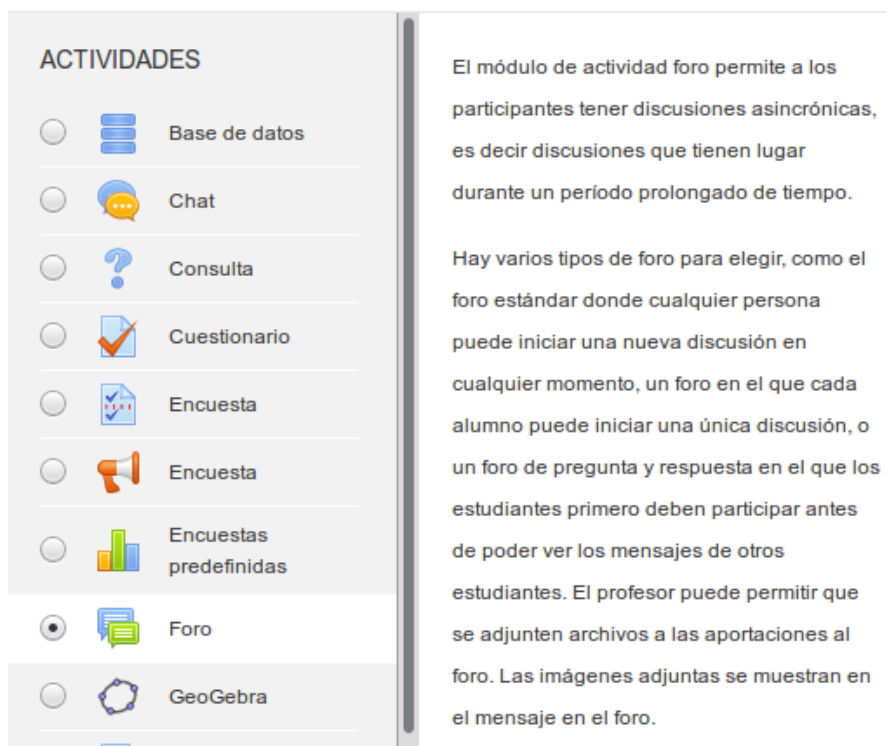 ACTIVIDADES
Base de datos
Chat
Consulta
Cuestionario
Encuesta
Encuesta
Encuestas
predefinidas
Foro
GeoGebra
El módulo de actividad foro permite a los
participantes tener discusiones asincrónicas,
es decir discusiones que tienen lugar
durante un período prolongado de tiempo.
Hay varios tipos de foro para elegir, como el
foro estándar donde cualquier persona
puede iniciar una nueva discusión en
cualquier momento, un foro en el que cada
alumno puede iniciar una única discusión, o
un foro de pregunta y respuesta en el que los
estudiantes primero deben participar antes
de poder ver los mensajes de otros
estudiantes. El profesor puede permitir que
se adjunten archivos a las aportaciones al
foro. Las imágenes adjuntas se muestran en
el mensaje en el foro.